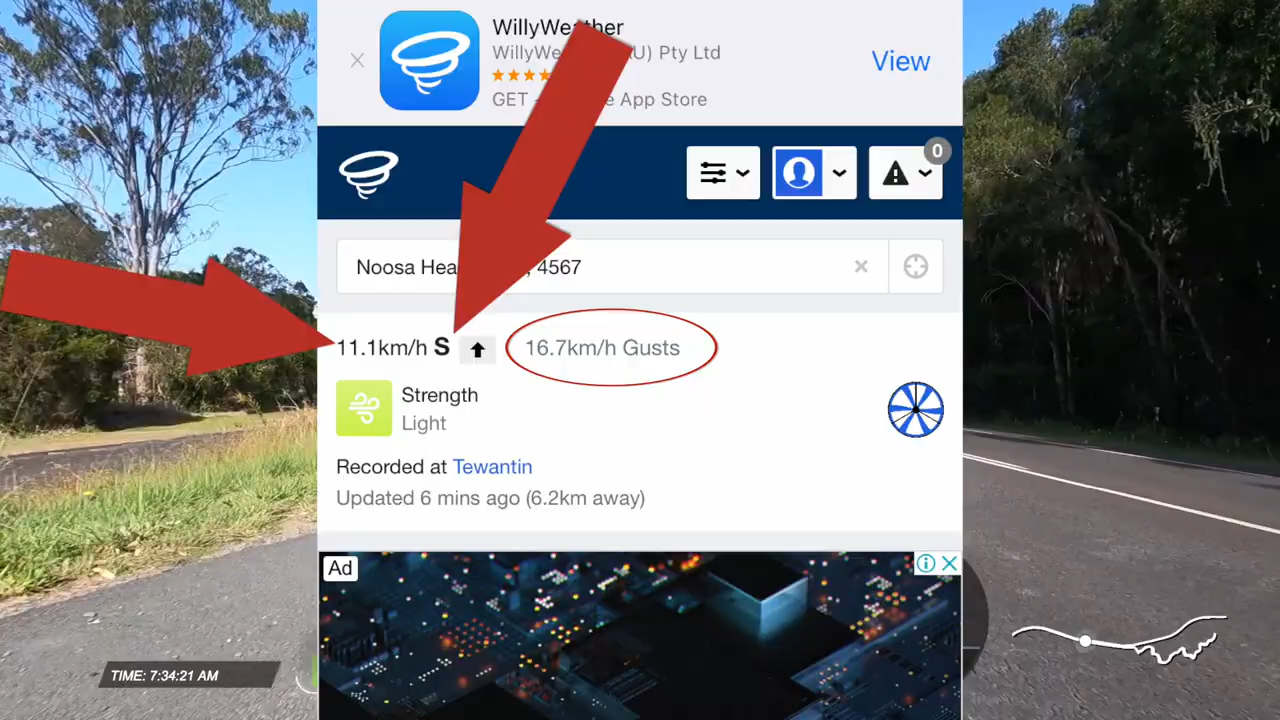 WillyWeather
WillyWe U) Pty Ltd
GET e App Store
View
0
Noosa Hea , 4567
11.1km/h S
16.7km/h Gusts
Strength
Light
Recorded at Tewantin
Updated 6 mins ago (6.2km away)
Ad
TIME: 7:34:21 AM